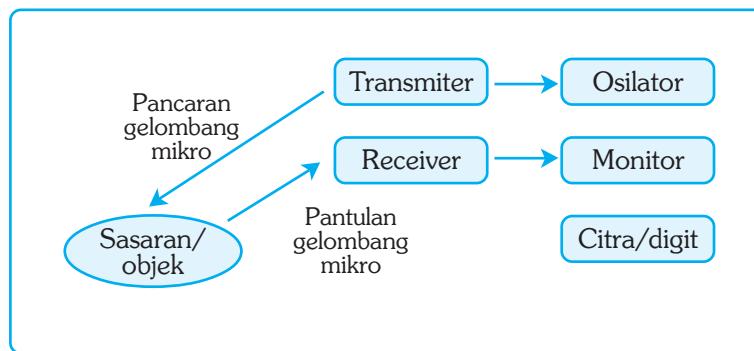 Transmiter
Osilator
Pancaran
gelombang
mikro
Receiver
Monitor
Sasaran/
objek
Pantulan
gelombang
mikro
Citra/digit